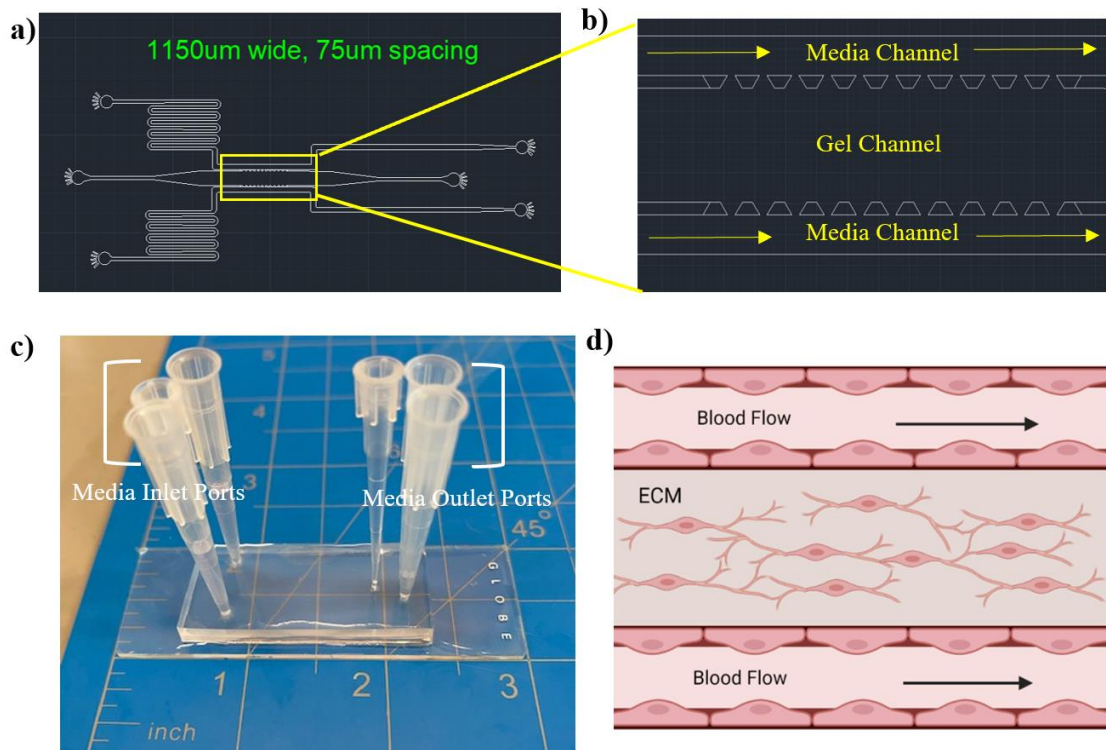 a)
1150um wide, 75um spacing
b)
Media Channel
Gel Channel
Media Channel
c)
Media Inlet Ports
Media Outlet Ports
45°
GLOBE
1
2
3
inch
d)
Blood Flow
ECM
Blood Flow